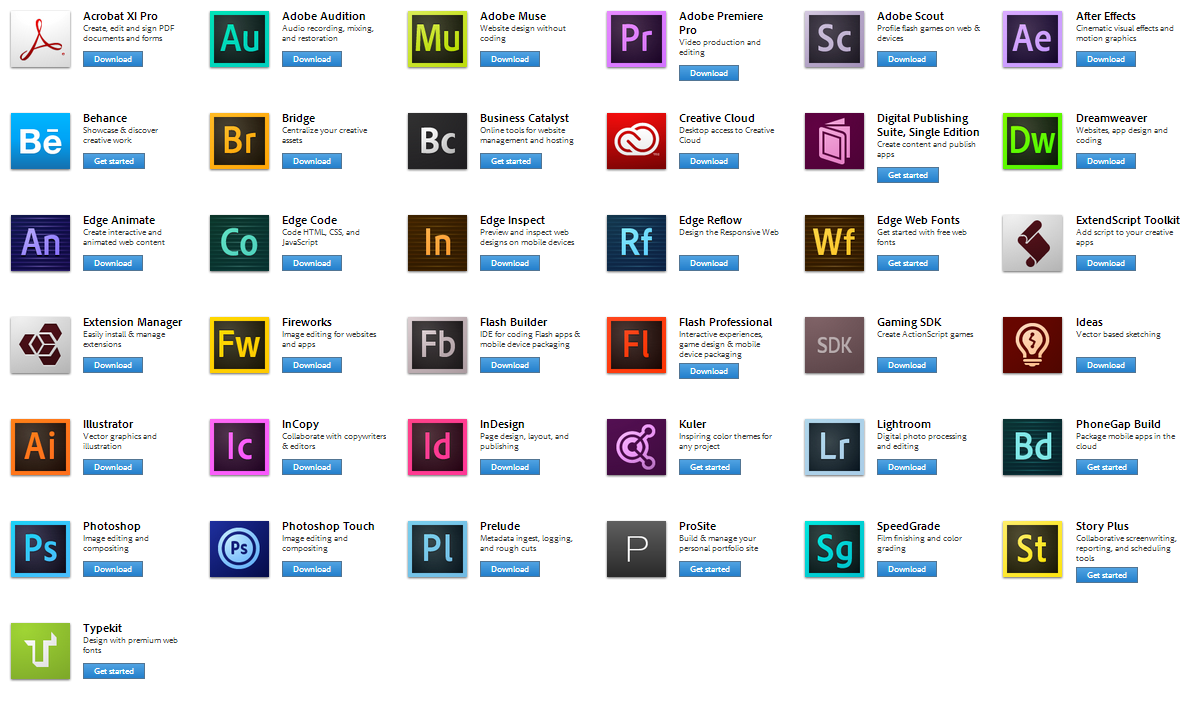 Acrobat XI Pro
Create, edit and sign PDF
documents and forms
Download
Au
Adobe Audition
Audio recording, mixing,
and restoration
Download
Mu
Adobe Muse
Website design without
coding
Download
Pr
Adobe Premiere
Pro
Video production and
editing
Download
Sc
Adobe Scout
Profile flash games on web &
devices
Download
Ae
After Effects
Cinematic visual effects and
motion graphics
Download
Bē
Behance
Showcase & discover
creative work
Get started
Br
Bridge
Centralize your creative
assets
Download
Bc
Business Catalyst
Online tools for website
management and hosting
Get started
Creative Cloud
Desktop access to Creative
Cloud
Download
Digital Publishing
Suite, Single Edition
Create content and publish
apps
Get started
Dw
Dreamweaver
Websites, app design and
coding
Download
An
Edge Animate
Create interactive and
animated web content
Download
Co
Edge Code
Code HTML, CSS, and
JavaScript
Download
In
Edge Inspect
Preview and inspect web
designs on mobile devices
Download
Rf
Edge Reflow
Design the Responsive Web
Download
Wf
Edge Web Fonts
Get started with free web
fonts
Get started
ExtendScript Toolkit
Add script to your creative
apps
Download
Extension Manager
Easily install & manage
extensions
Download
Fw
Fireworks
Image editing for websites
and apps
Download
Fb
Flash Builder
IDE for coding Flash apps &
mobile device packaging
Download
Fl
Flash Professional
Interactive experiences,
game design & mobile
device packaging
Download
SDK
Gaming SDK
Create ActionScript games
Download
Ideas
Vector based sketching
Download
Ai
Illustrator
Vector graphics and
illustration
Download
Ic
InCopy
Collaborate with copywriters
& editors
Download
Id
InDesign
Page design, layout, and
publishing
Download
Kuler
Inspiring color themes for
any project
Get started
Lr
Lightroom
Digital photo processing
and editing
Download
Bd
PhoneGap Build
Package mobile apps in the
cloud
Get started
Ps
Photoshop
Image editing and
compositing
Download
Ps
Photoshop Touch
Image editing and
compositing
Download
Pl
Prelude
Metadata ingest, logging,
and rough cuts
Download
P
ProSite
Build & manage your
personal portfolio site
Get started
Sg
SpeedGrade
Film finishing and color
grading
Download
St
Story Plus
Collaborative screenwriting,
reporting, and scheduling
tools
Get started
Typekit
Design with premium web
fonts
Get started